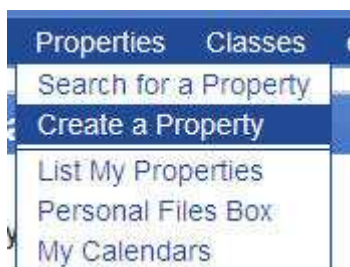 Properties Classes
Search for a Property
Create a Property
List My Properties
Personal Files Box
My Calendars